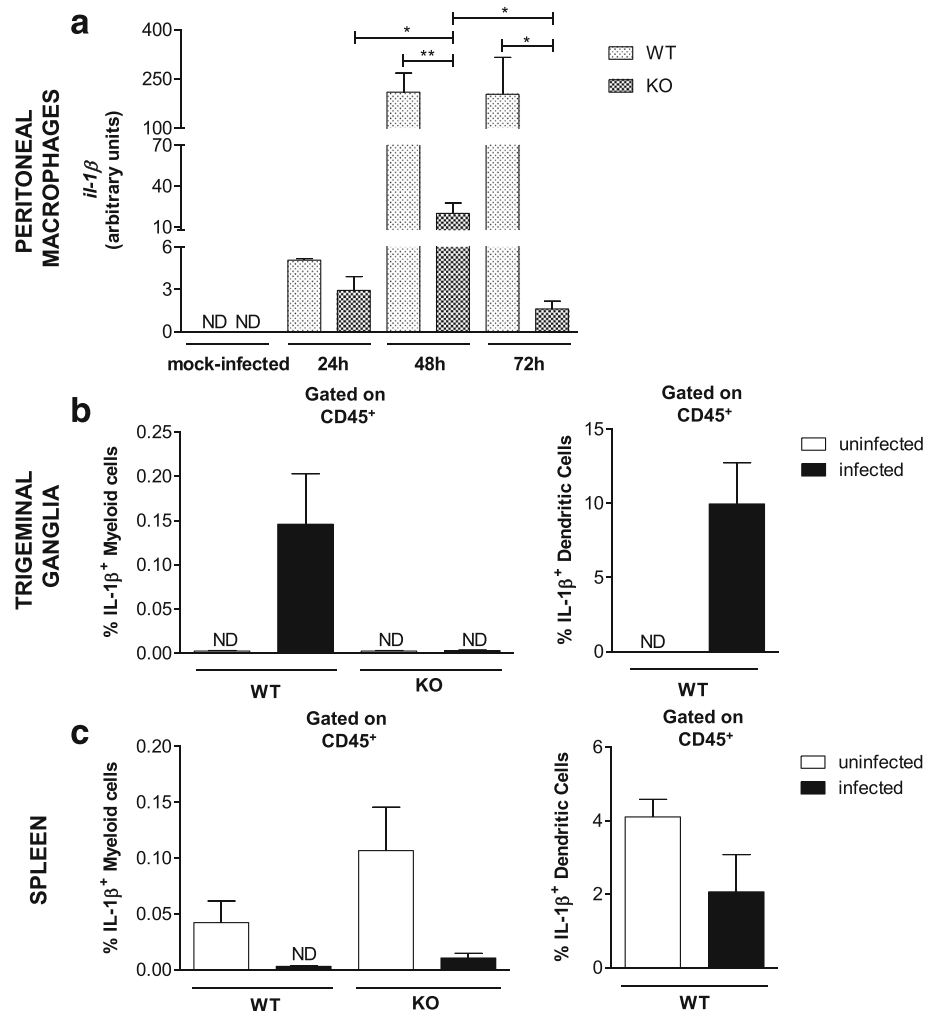 a
PERITONEAL
MACROPHAGES
il-1β
(arbitrary units)
400
250
100
70
40
10
6
3
0
*
*
**
*
WT
KO
ND ND
mock-infected 24h 48h 72h
b
TRIGEMINAL
GANGLIA
Gated on
CD45⁺
% IL-1β⁺ Myeloid cells
0.25
0.20
0.15
0.10
0.05
0.00
ND ND ND
WT KO
Gated on
CD45⁺
% IL-1β⁺ Dendritic Cells
15
10
5
0
ND
WT
uninfected
infected
c
SPLEEN
Gated on
CD45⁺
% IL-1β⁺ Myeloid cells
0.20
0.15
0.10
0.05
0.00
ND
WT KO
Gated on
CD45⁺
% IL-1β⁺ Dendritic Cells
6
4
2
0
WT
uninfected
infected